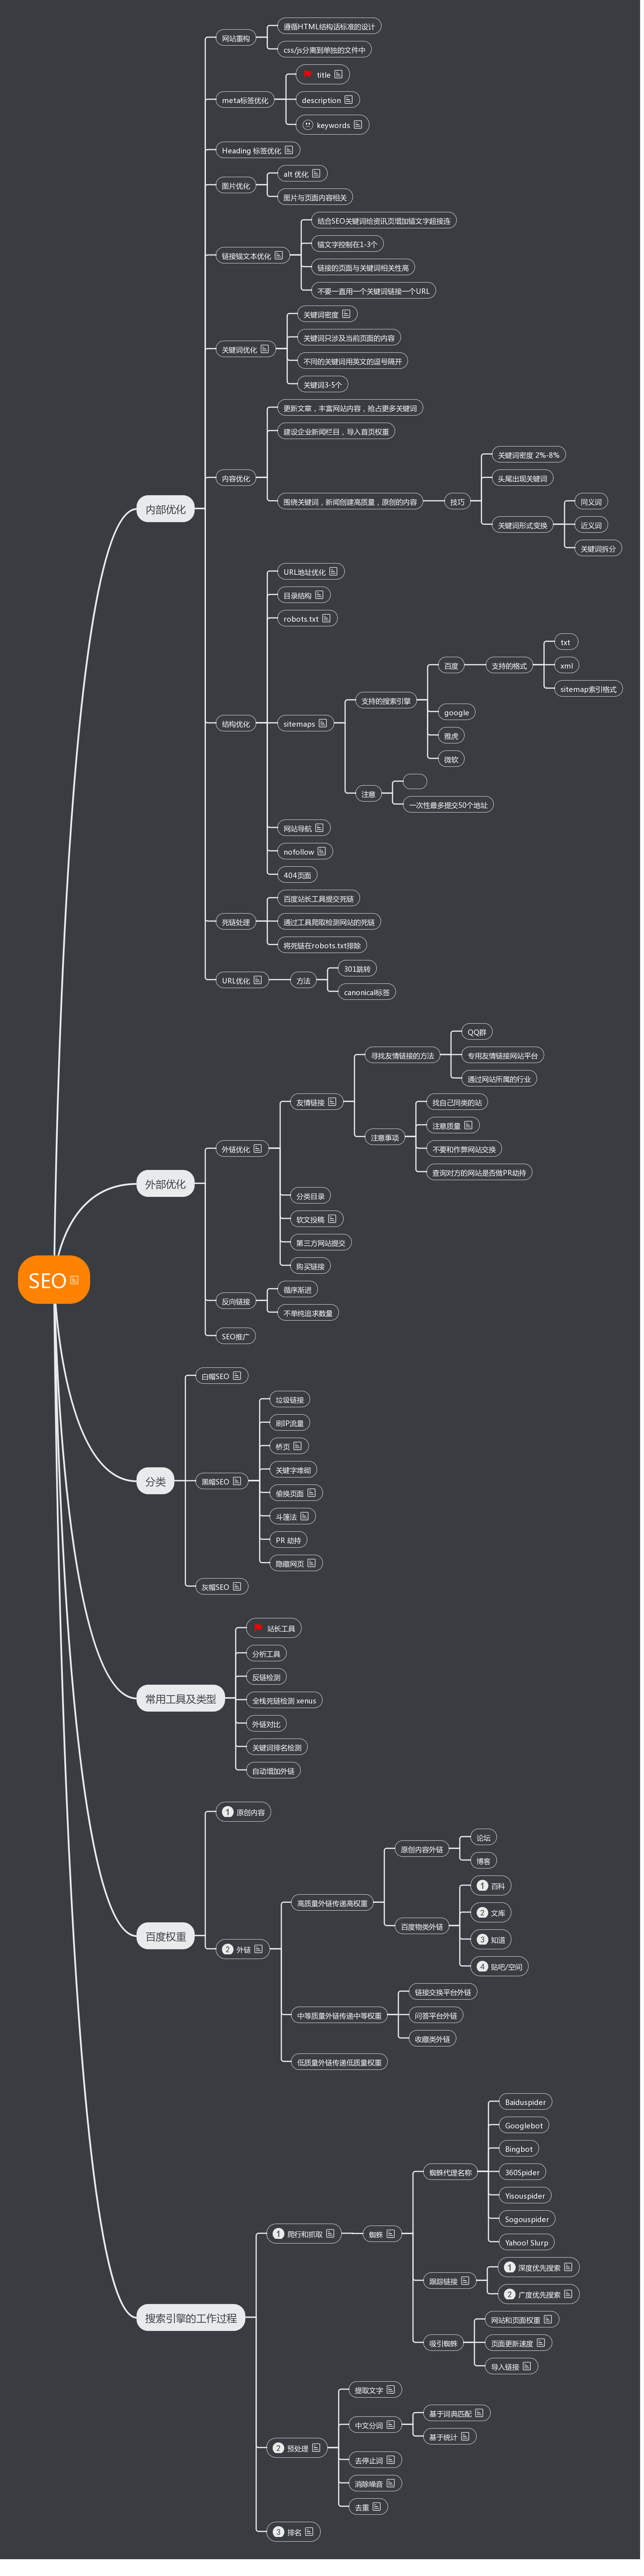 SEO
内部优化
网站重构
遵循HTML结构话标准的设计
css/js分离到单独的文件中
meta标签优化
title
description
keywords
Heading 标签优化
图片优化
alt 优化
图片与页面内容相关
链接锚文本优化
结合SEO关键词给资讯页增加锚文字超接连
锚文字控制在1-3个
链接的页面与关键词相关性高
不要一直用一个关键词链接一个URL
关键词优化
关键词密度
关键词只涉及当前页面的内容
不同的关键词用英文的逗号隔开
关键词3-5个
内容优化
更新文章，丰富网站内容，抢占更多关键词
建设企业新闻栏目，导入首页权重
围绕关键词，新闻创建高质量，原创的内容
技巧
关键词密度 2%-8%
头尾出现关键词
关键词形式变换
同义词
近义词
关键词拆分
结构优化
URL地址优化
目录结构
robots.txt
sitemaps
支持的搜索引擎
百度
支持的格式
txt
xml
sitemap索引格式
google
雅虎
微软
注意
一次性最多提交50个地址
网站导航
nofollow
404页面
死链处理
百度站长工具提交死链
通过工具爬取检测网站的死链
将死链在robots.txt排除
URL优化
方法
301跳转
canonical标签
外部优化
外链优化
友情链接
寻找友情链接的方法
QQ群
专用友情链接网站平台
通过网站所属的行业
注意事项
找自己同类的站
注意质量
不要和作弊网站交换
查询对方的网站是否做PR劫持
分类目录
软文投稿
第三方网站提交
购买链接
反向链接
循序渐进
不单纯追求数量
SEO推广
分类
白帽SEO
黑帽SEO
垃圾链接
刷IP流量
桥页
关键字堆砌
偷换页面
斗篷法
PR 劫持
隐藏网页
灰帽SEO
常用工具及类型
站长工具
分析工具
反链检测
全栈死链检测 xenus
外链对比
关键词排名检测
自动增加外链
百度权重
1 原创内容
2 外链
高质量外链传递高权重
原创内容外链
论坛
博客
百度物类外链
1 百科
2 文库
3 知道
4 贴吧/空间
中等质量外链传递中等权重
链接交换平台外链
问答平台外链
收藏类外链
低质量外链传递低质量权重
搜索引擎的工作过程
1 爬行和抓取
蜘蛛
蜘蛛代理名称
Baiduspider
Googlebot
Bingbot
360Spider
Yisouspider
Sogouspider
Yahoo! Slurp
跟踪链接
1 深度优先搜索
2 广度优先搜索
吸引蜘蛛
网站和页面权重
页面更新速度
导入链接
2 预处理
提取文字
中文分词
基于词典匹配
基于统计
去停止词
消除噪音
去重
3 排名